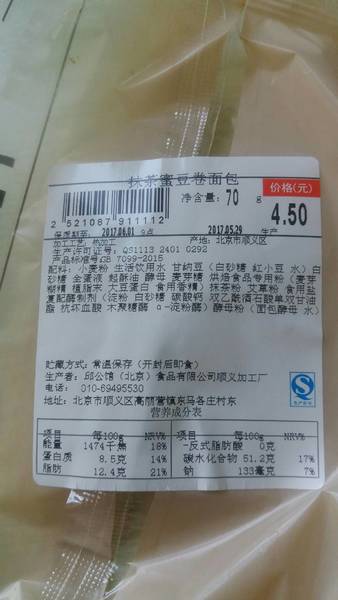 抹茶蜜豆卷面包
净含量: 70 g
价格(元)
4.50
2 521087 911112
保质期至: 2017.06.01 9点
2017.05.29 生产
加工工艺: 热加工
产地: 北京市顺义区
生产许可证号: QS1113 2401 0292
产品标准号:GB 7099-2015
配料: 小麦粉 生活饮用水 甘纳豆 (白砂糖 红小豆 水) 白
砂糖 全蛋液 起酥油 酵母 麦芽糖 烘焙食品专用粉 (麦芽
糊精 植脂末 大豆蛋白 食用香精) 抹茶粉 艾草粉 食用盐
复配酶制剂 (淀粉 白砂糖 碳酸钙 双乙酰酒石酸单双甘油
酯 抗坏血酸 木聚糖酶 α-淀粉酶) 酵母粉 (面包酵母 水)
贮藏方式: 常温保存 (开封后即食)
生产者: 邱公馆 (北京) 食品有限公司顺义加工厂
电话: 010-69495530
地址: 北京市顺义区高丽营镇东马各庄村东
QS
营养成分表
项目 每100g NRV% 项目 每100g NRV%
能量 1474千焦 18% -反式脂肪酸 0克
蛋白质 8.5克 14% 碳水化合物 51.2克 17%
脂肪 12.4克 21% 钠 133毫克 7%